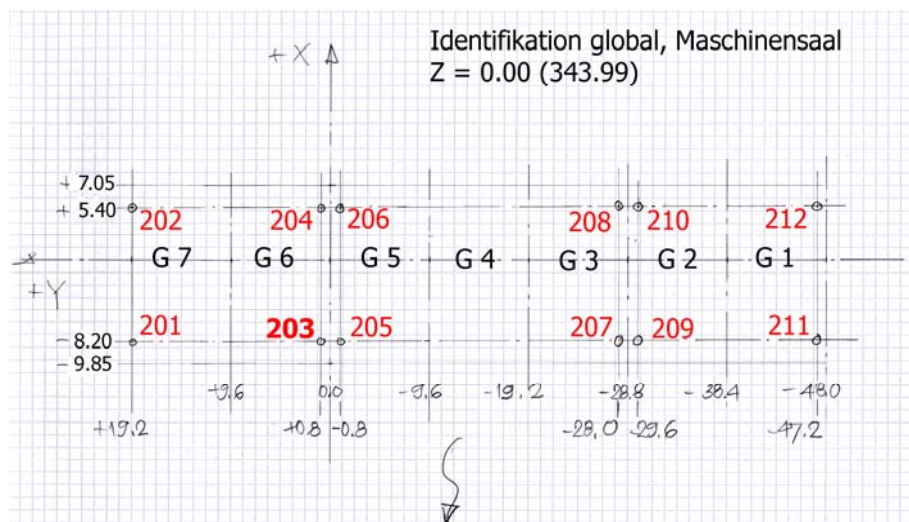 +X
Identifikation global, Maschinensaal
Z = 0.00 (343.99)
+ 7.05
+ 5.40
202 204 206 208 210 212
G 7 G 6 G 5 G 4 G 3 G 2 G 1
+Y
201 203 205 207 209 211
- 8.20
- 9.85
+9.6 0.0 -9.6 -19.2 -28.8 -38.4 -48.0
+19.2 +0.8 -0.8 -28,0 -29.6 -47.2